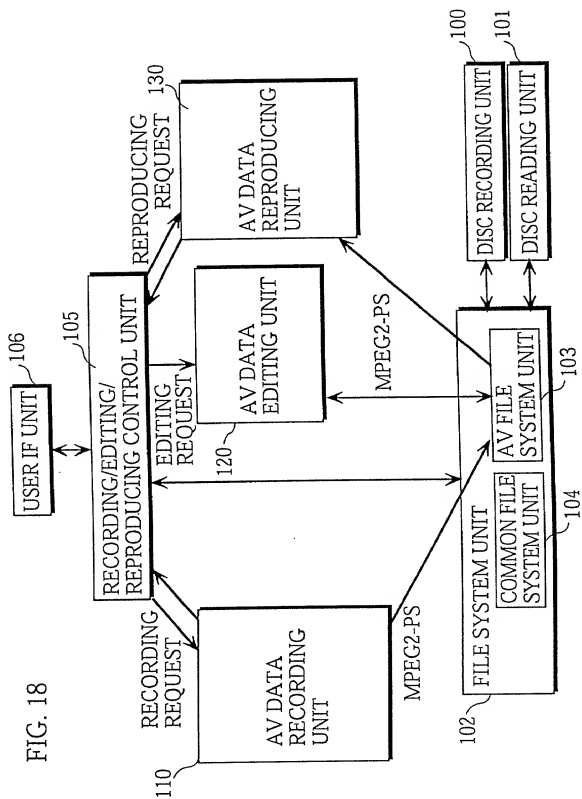 FIG. 18
106
USER IF UNIT
105
RECORDING/EDITING/
REPRODUCING CONTROL UNIT
RECORDING
REQUEST
EDITING
REQUEST
REPRODUCING
REQUEST
110
AV DATA
RECORDING
UNIT
120
AV DATA
EDITING UNIT
130
AV DATA
REPRODUCING
UNIT
MPEG2-PS
MPEG2-PS
102
FILE SYSTEM UNIT
COMMON FILE
SYSTEM UNIT
104
AV FILE
SYSTEM UNIT
103
100
DISC RECORDING UNIT
101
DISC READING UNIT